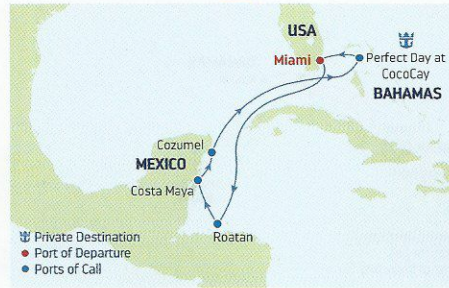 USA
Miami
Perfect Day at
CocoCay
BAHAMAS
Cozumel
MEXICO
Costa Maya
Roatan
Private Destination
Port of Departure
Ports of Call